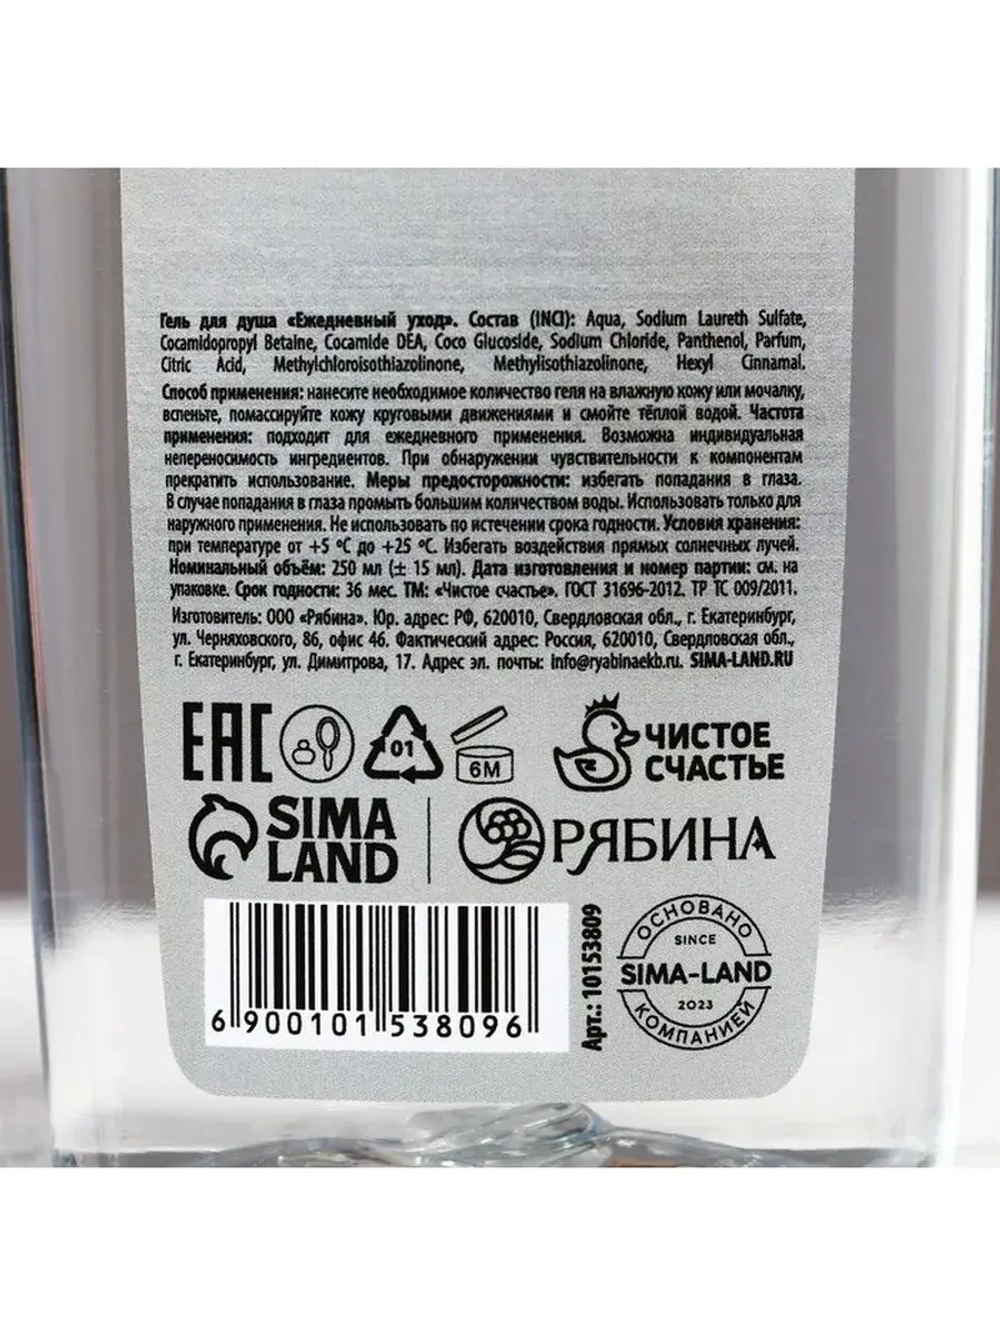 Гель для душа «Ежедневный уход». Состав (INCI): Aqua, Sodium Laureth Sulfate,
Cocamidopropyl Betaine, Cocamide DEA, Coco Glucoside, Sodium Chloride, Panthenol, Parfum,
Citric Acid, Methylchloroisothiazolinone, Methylisothiazolinone, Hexyl Cinnamal.
Способ применения: нанесите необходимое количество геля на влажную кожу или мочалку,
вспеньте, помассируйте кожу круговыми движениями и смойте тёплой водой. Частота
применения: подходит для ежедневного применения. Возможна индивидуальная
непереносимость ингредиентов. При обнаружении чувствительности к компонентам
прекратить использование. Меры предосторожности: избегать попадания в глаза.
В случае попадания в глаза промыть большим количеством воды. Использовать только для
наружного применения. Не использовать по истечении срока годности. Условия хранения:
при температуре от +5 ºC до +25 ºC. Избегать воздействия прямых солнечных лучей.
Номинальный объём: 250 мл (± 15 мл). Дата изготовления и номер партии: см. на
упаковке. Срок годности: 36 мес. ТМ: «Чистое счастье». ГОСТ 31696-2012. ТР ТС 009/2011.
Изготовитель: ООО «Рябина». Юр. адрес: РФ, 620010, Свердловская обл., г. Екатеринбург,
ул. Черняховского, 86, офис 46. Фактический адрес: Россия, 620010, Свердловская обл.,
г. Екатеринбург, ул. Димитрова, 17. Адрес эл. почты: info@ryabinaekb.ru. SIMA-LAND.RU
EAC
01
6M
ЧИСТОЕ
СЧАСТЬЕ
SIMA
LAND
РЯБИНА
6 900101 538096
Арт.: 10153809
ОСНОВАНО
SINCE
SIMA-LAND
2023
КОМПАНИЕЙ